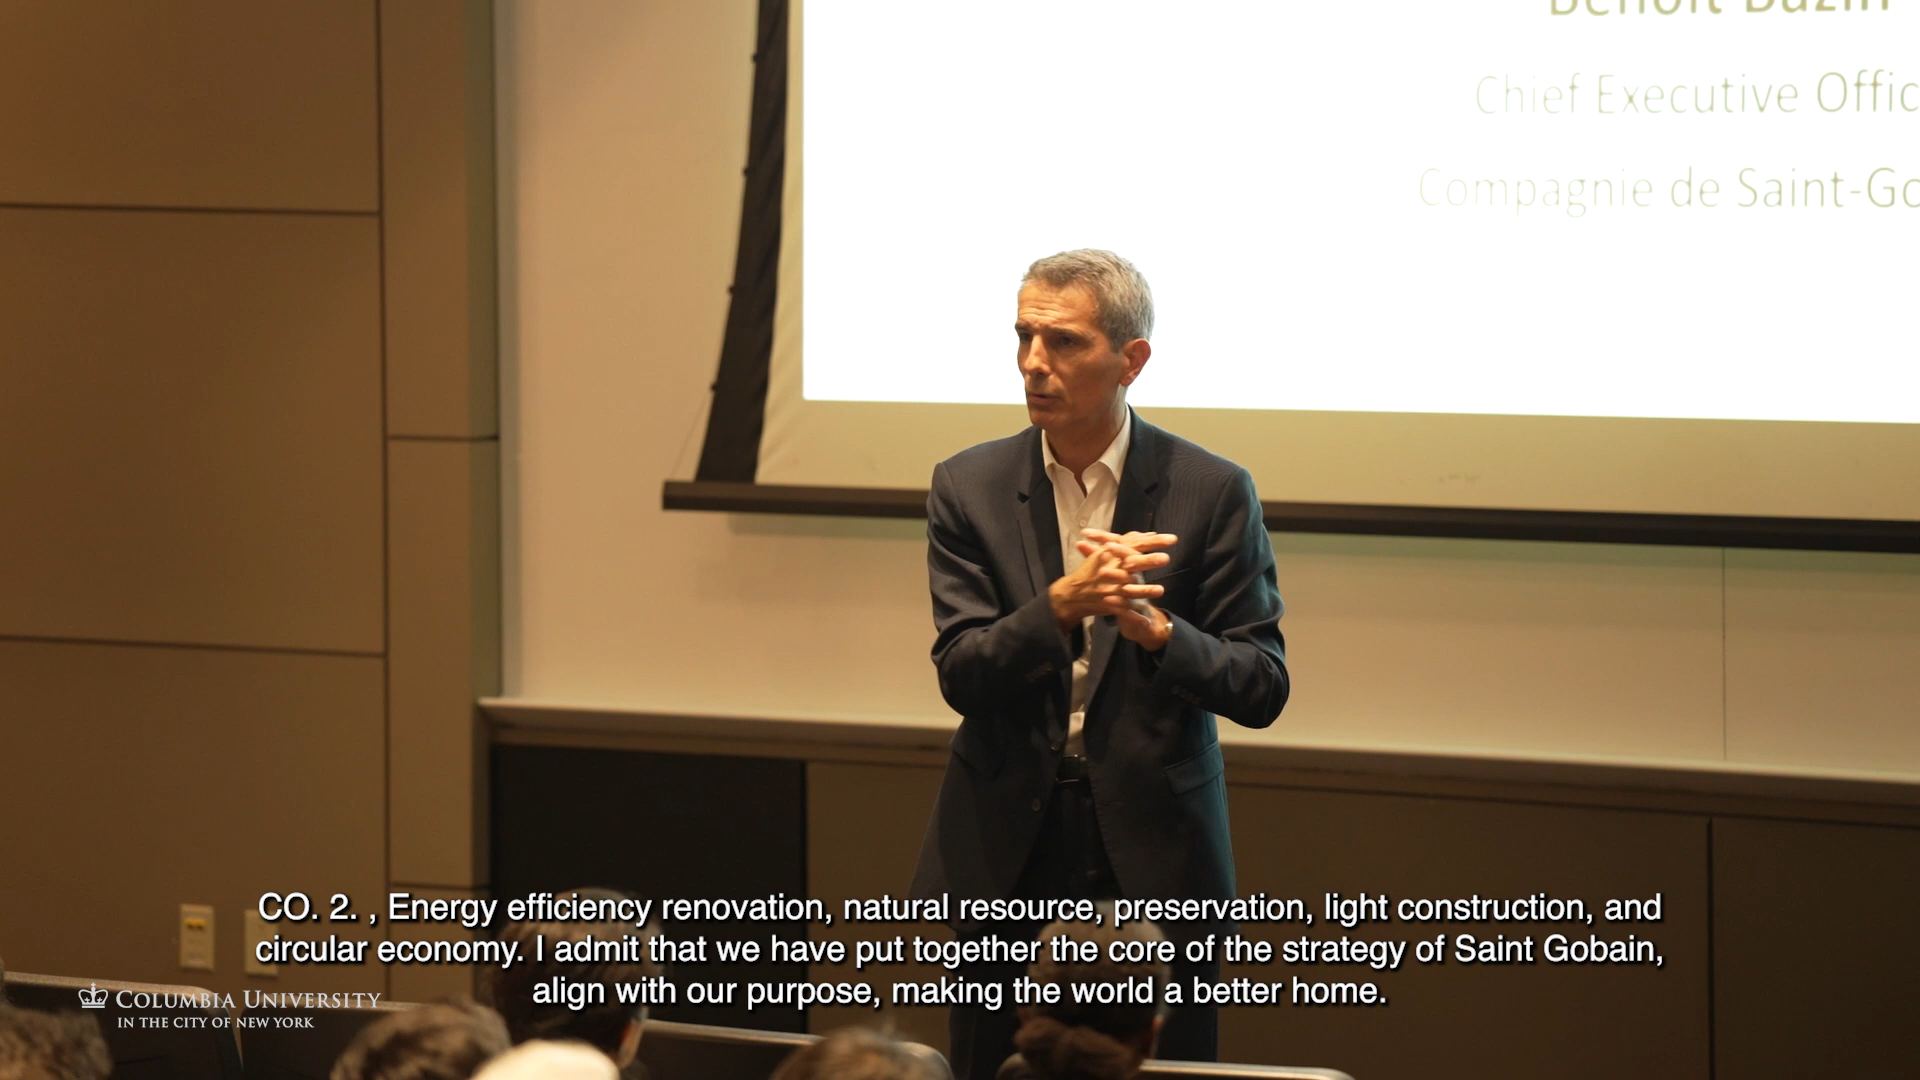 Benoît Bazin
Chief Executive Offic
Compagnie de Saint-Go
CO. 2. , Energy efficiency renovation, natural resource, preservation, light construction, and
circular economy. I admit that we have put together the core of the strategy of Saint Gobain,
align with our purpose, making the world a better home.
COLUMBIA UNIVERSITY
IN THE CITY OF NEW YORK